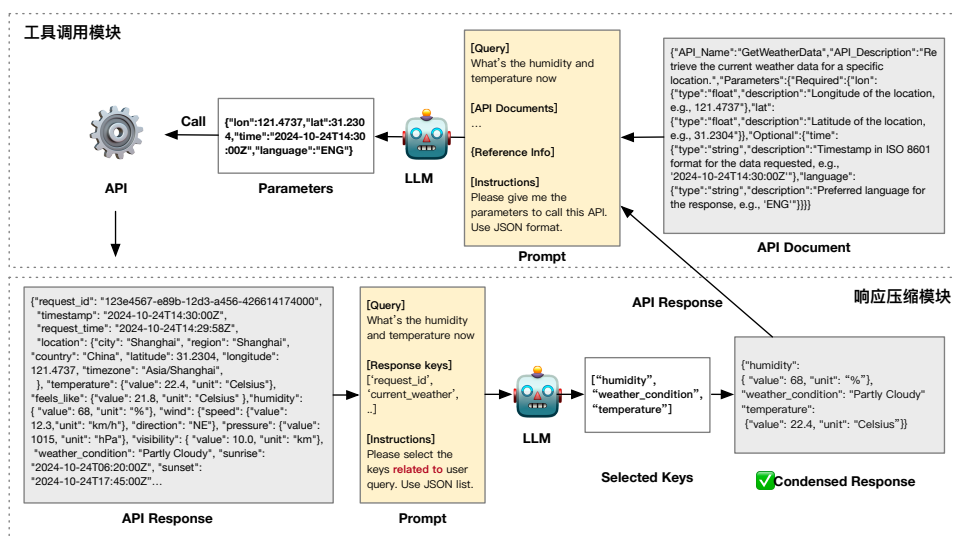 工具调用模块
[Query]
What's the humidity and
temperature now
[API Documents]
...
{Reference Info]
[Instructions]
Please give me the
parameters to call this API.
Use JSON format.
Prompt
{"API_Name":"GetWeatherData","API_Description":"Ret
rieve the current weather data for a specific
location.","Parameters":{"Required":{"lon":
{"type":"float","description":"Longitude of the location,
e.g., 121.4737"},"lat":
{"type":"float","description":"Latitude of the location,
e.g., 31.2304"}},"Optional":{"time":
{"type":"string","description":"Timestamp in ISO 8601
format for the data requested, e.g.,
'2024-10-24T14:30:00Z'"},"language":
{"type":"string","description":"Preferred language for
the response, e.g., 'ENG'"}}}}
API Document
LLM
{"lon":121.4737,"lat":31.230
4,"time":"2024-10-24T14:30
:00Z","language":"ENG"}
Parameters
Call
API
响应压缩模块
API Response
{"request_id": "123e4567-e89b-12d3-a456-426614174000",
"timestamp": "2024-10-24T14:30:00Z",
"request_time": "2024-10-24T14:29:58Z",
"location": {"city": "Shanghai", "region": "Shanghai",
"country": "China", "latitude": 31.2304, "longitude":
121.4737, "timezone": "Asia/Shanghai",
}, "temperature": {"value": 22.4, "unit": "Celsius"},
"feels_like": {"value": 21.8, "unit": "Celsius" },"humidity":
{ "value": 68, "unit": "%"}, "wind": {"speed": {"value":
12.3,"unit": "km/h"}, "direction": "NE"}, "pressure": {"value":
1015, "unit": "hPa"}, "visibility": { "value": 10.0, "unit": "km"},
"weather_condition": "Partly Cloudy", "sunrise":
"2024-10-24T06:20:00Z", "sunset":
"2024-10-24T17:45:00Z"...
API Response
[Query]
What's the humidity
and temperature now
[Response keys]
['request_id',
'current_weather',
..]
[Instructions]
Please select the
keys related to user
query. Use JSON list.
Prompt
LLM
["humidity",
"weather_condition",
"temperature"]
Selected Keys
{"humidity":
{ "value": 68, "unit": "%"},
"weather_condition": "Partly Cloudy"
"temperature":
{"value": 22.4, "unit": "Celsius"}}
Condensed Response